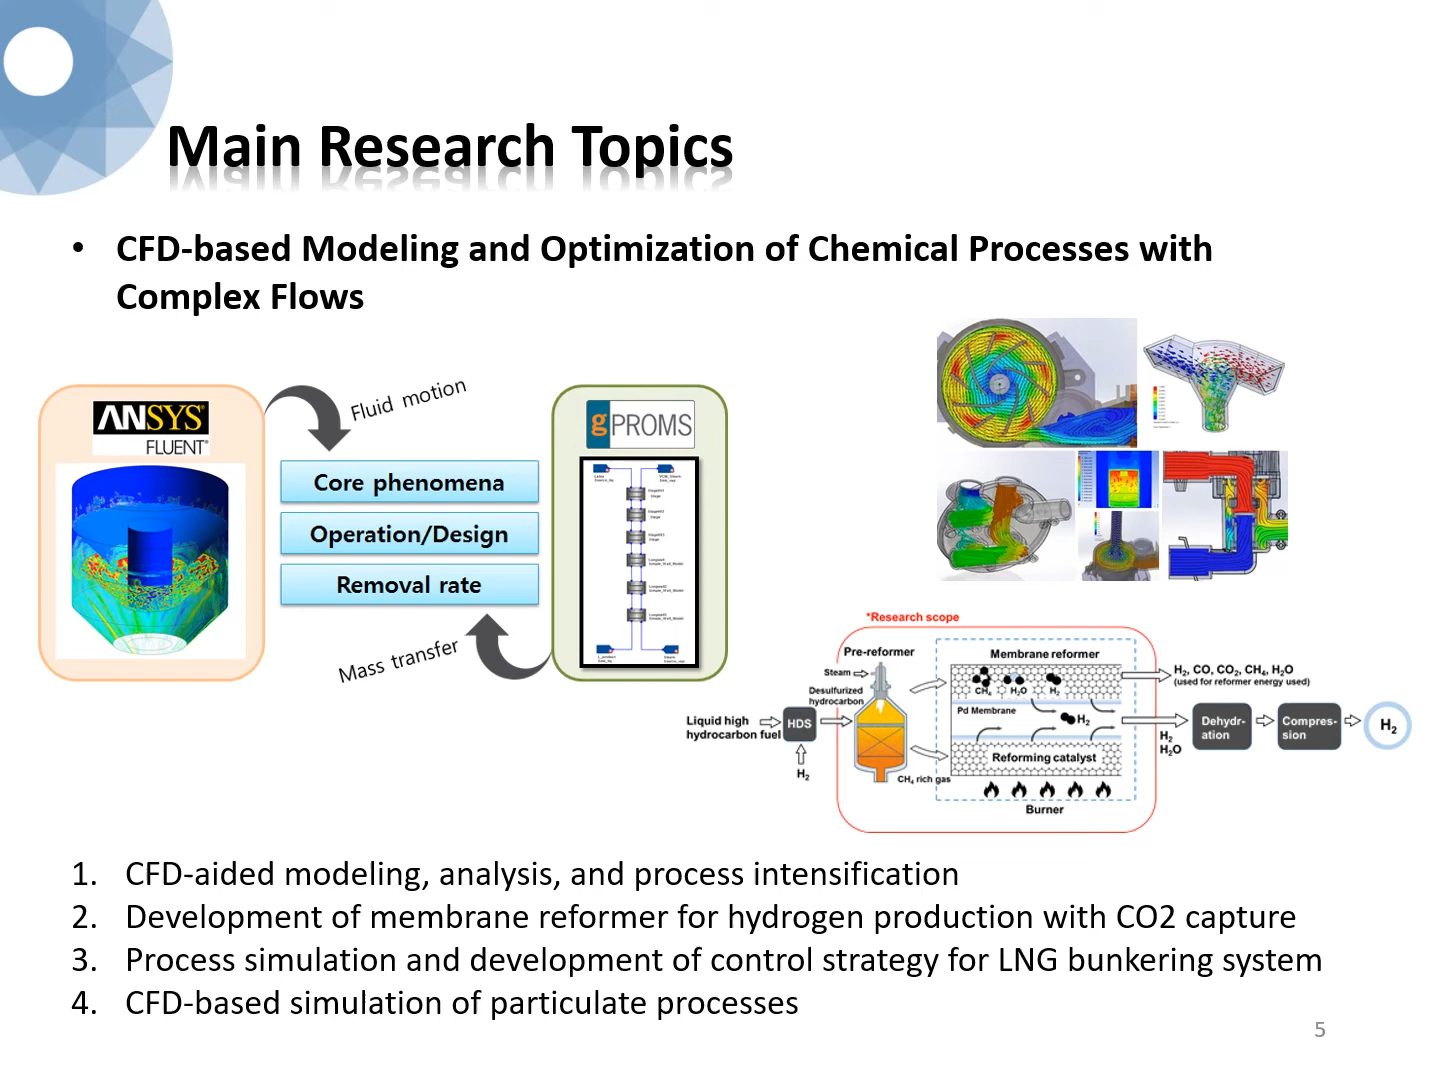 Main Research Topics
• CFD-based Modeling and Optimization of Chemical Processes with
Complex Flows
ANSYS
FLUENT
Fluid motion
gPROMS
Core phenomena
Operation/Design
Removal rate
Mass transfer
*Research scope
Pre-reformer
Membrane reformer
Steam
Desulfurized
hydrocarbon
CH₄
H₂O
H₂
H₂, CO, CO₂, CH₄, H₂O
(used for reformer energy used)
Liquid high
hydrocarbon fuel
HDS
H₂
Pd Membrane
H₂
H₂
H₂O
Dehydr-
ation
Compres-
sion
H₂
Reforming catalyst
CH₄ rich gas
Burner
1. CFD-aided modeling, analysis, and process intensification
2. Development of membrane reformer for hydrogen production with CO2 capture
3. Process simulation and development of control strategy for LNG bunkering system
4. CFD-based simulation of particulate processes
5